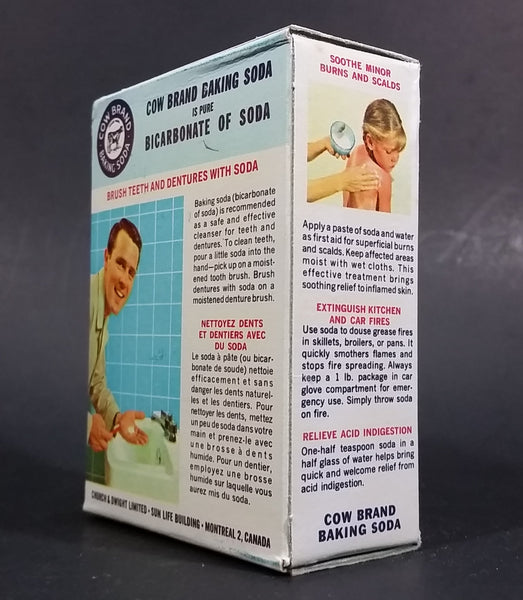 COW BRAND
BAKING SODA
COW BRAND BAKING SODA
IS PURE
BICARBONATE OF SODA
BRUSH TEETH AND DENTURES WITH SODA
Baking soda (bicarbonate
of soda) is recommended
as a safe and effective
cleanser for teeth and
dentures. To clean teeth,
pour a little soda into the
hand—pick up on a moist-
ened tooth brush. Brush
dentures with soda on a
moistened denture brush.
NETTOYEZ DENTS
ET DENTIERS AVEC
DU SODA
Le soda à pâte (ou bicar-
bonate de soude) nettoie
efficacement et sans
danger les dents naturel-
les et les dentiers. Pour
nettoyer les dents, mettez
un peu de soda dans votre
main et prenez-le avec
une brosse à dents
humide. Pour un dentier,
employez une brosse
humide sur laquelle vous
aurez mis du soda.
CHURCH & DWIGHT LIMITED • SUN LIFE BUILDING • MONTREAL 2, CANADA
SOOTHE MINOR
BURNS AND SCALDS
Apply a paste of soda and water
as first aid for superficial burns
and scalds. Keep affected areas
moist with wet cloths. This
effective treatment brings
soothing relief to inflamed skin.
EXTINGUISH KITCHEN
AND CAR FIRES
Use soda to douse grease fires
in skillets, broilers, or pans. It
quickly smothers flames and
stops fire spreading. Always
keep a 1 lb. package in car
glove compartment for emer-
gency use. Simply throw soda
on fire.
RELIEVE ACID INDIGESTION
One-half teaspoon soda in a
half glass of water helps bring
quick and welcome relief from
acid indigestion.
COW BRAND
BAKING SODA